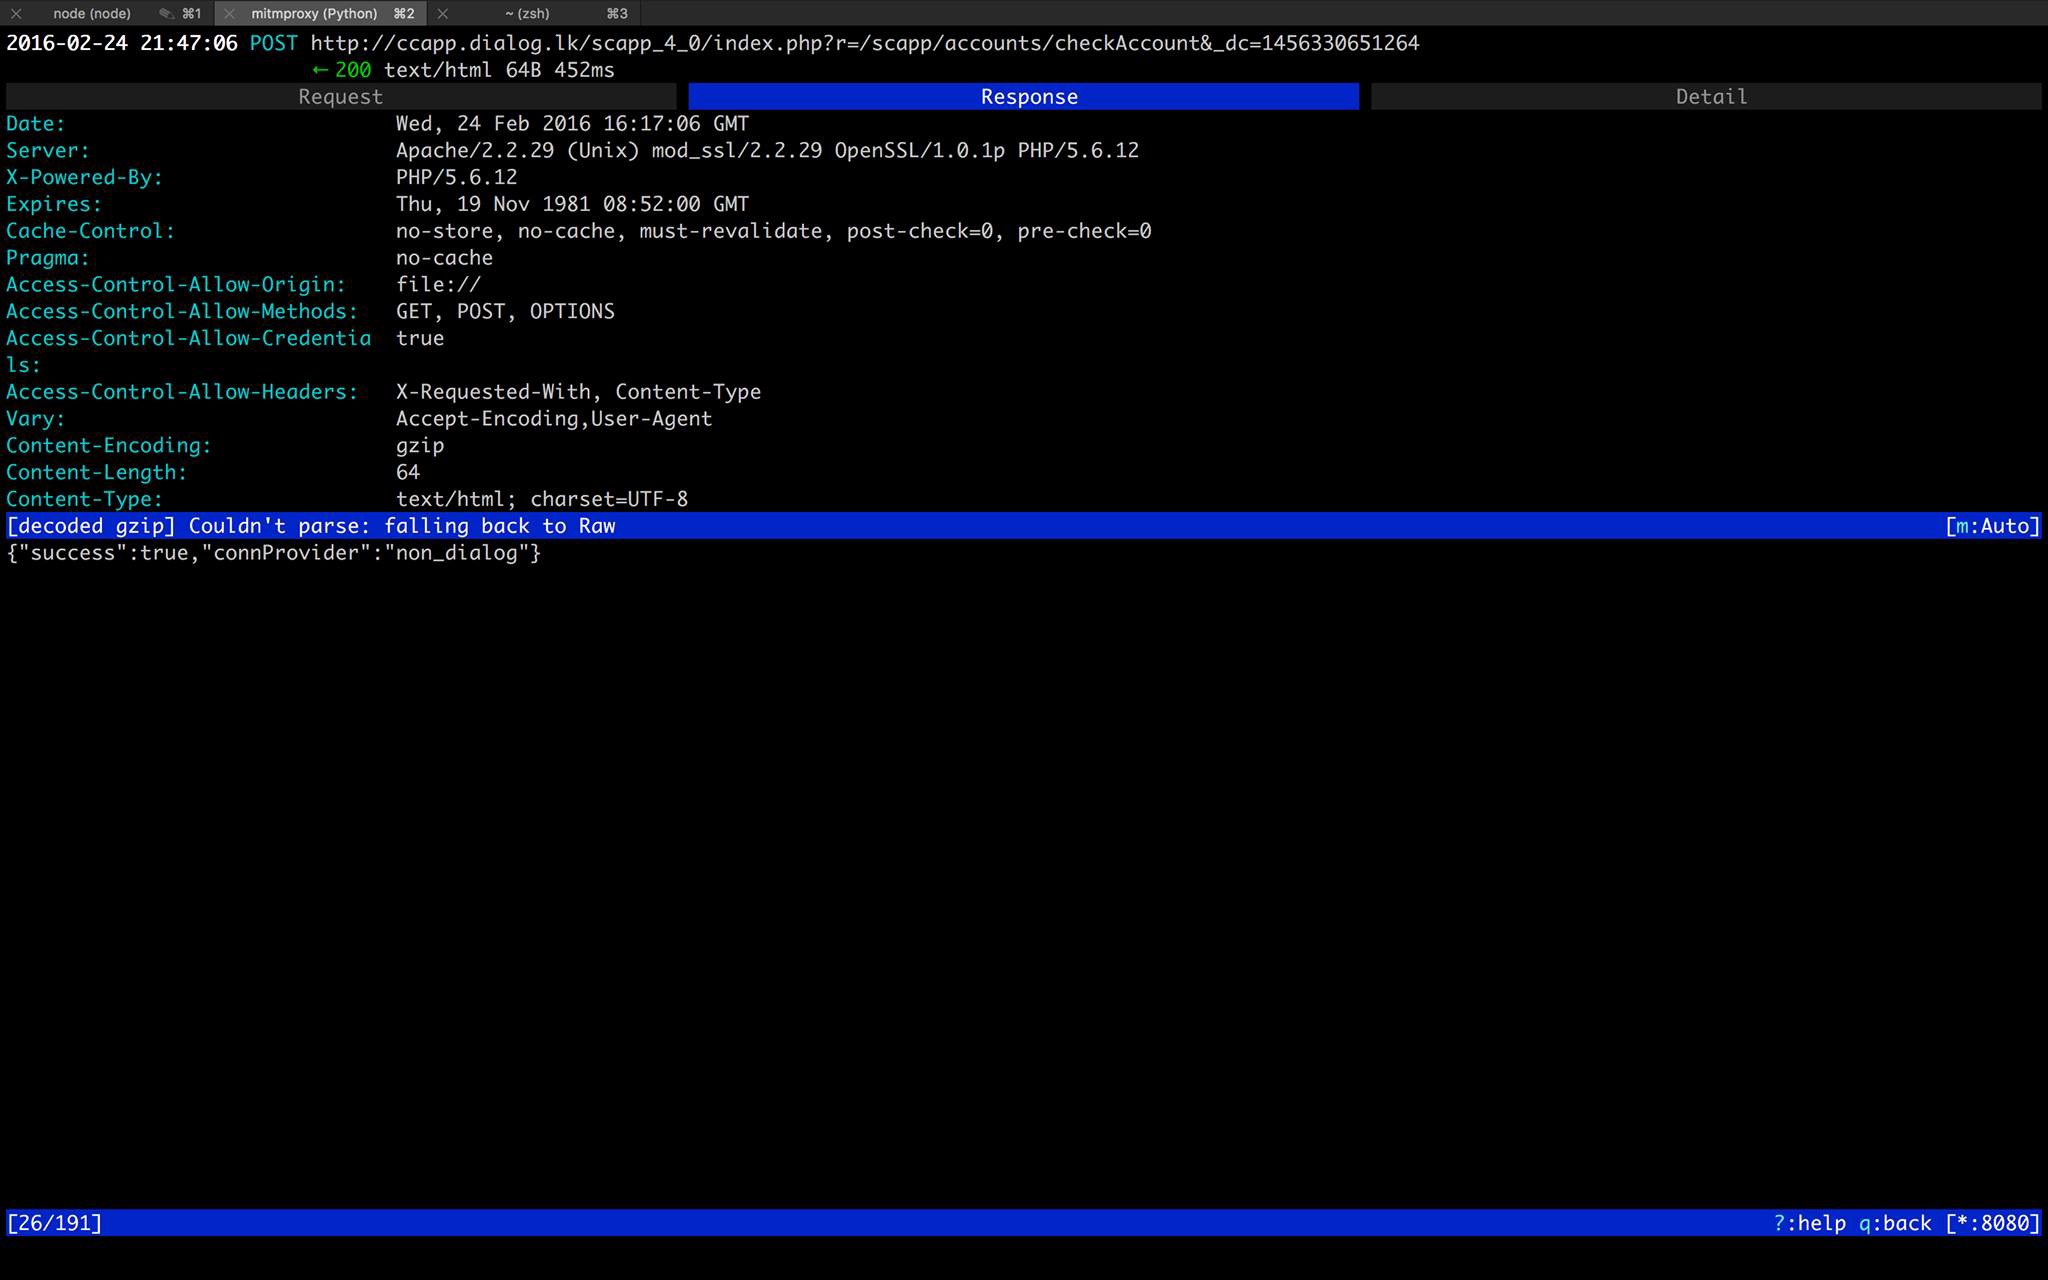 node (node) ⌘1 mitmproxy (Python) ⌘2 ~ (zsh) ⌘3
2016-02-24 21:47:06 POST http://ccapp.dialog.lk/scapp_4_0/index.php?r=/scapp/accounts/checkAccount&_dc=1456330651264
← 200 text/html 64B 452ms
Request Response Detail
Date: Wed, 24 Feb 2016 16:17:06 GMT
Server: Apache/2.2.29 (Unix) mod_ssl/2.2.29 OpenSSL/1.0.1p PHP/5.6.12
X-Powered-By: PHP/5.6.12
Expires: Thu, 19 Nov 1981 08:52:00 GMT
Cache-Control: no-store, no-cache, must-revalidate, post-check=0, pre-check=0
Pragma: no-cache
Access-Control-Allow-Origin: file://
Access-Control-Allow-Methods: GET, POST, OPTIONS
Access-Control-Allow-Credentia true
ls:
Access-Control-Allow-Headers: X-Requested-With, Content-Type
Vary: Accept-Encoding,User-Agent
Content-Encoding: gzip
Content-Length: 64
Content-Type: text/html; charset=UTF-8
[decoded gzip] Couldn't parse: falling back to Raw [m:Auto]
{"success":true,"connProvider":"non_dialog"}
[26/191] ?:help q:back [*:8080]